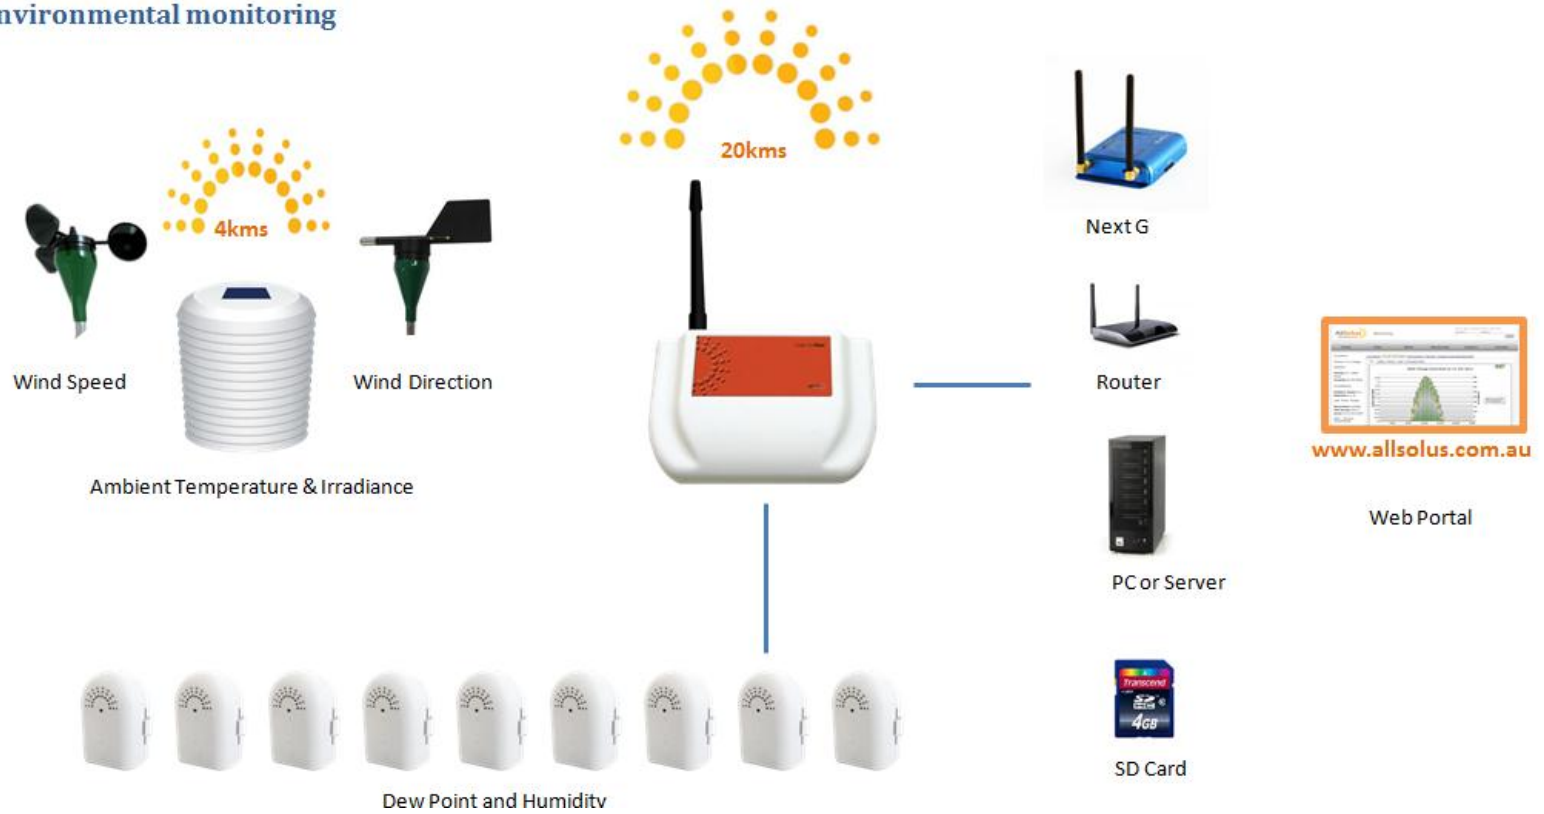 nvironmental monitoring
20kms
4kms
Next G
Wind Speed
Wind Direction
Router
Ambient Temperature & Irradiance
AllSolus
www.allsolus.com.au
Web Portal
PC or Server
Transcend
4GB
SD Card
Dew Point and Humidity